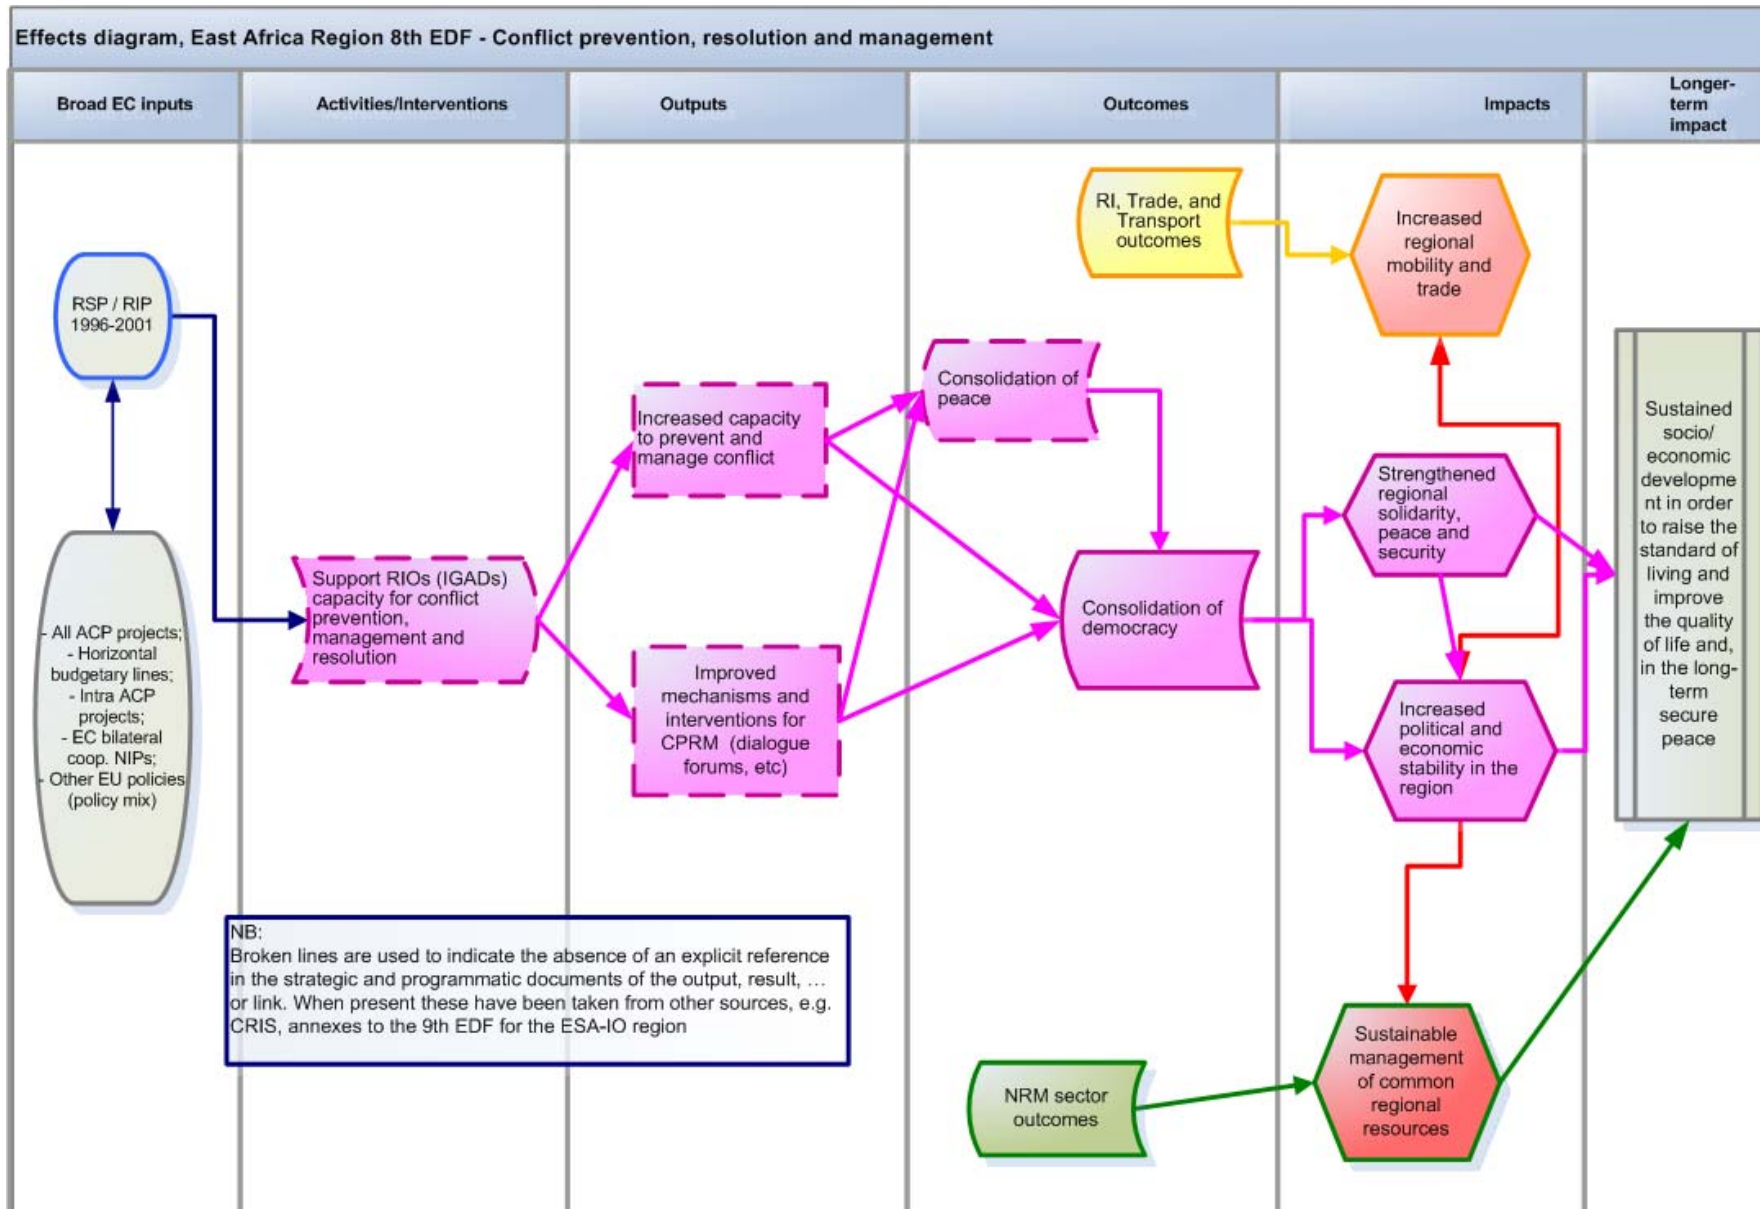 Effects diagram, East Africa Region 8th EDF - Conflict prevention, resolution and management
Broad EC inputs
Activities/Interventions
Outputs
Outcomes
Impacts
Longer-
term
impact
RSP / RIP
1996-2001
- All ACP projects;
- Horizontal
budgetary lines;
- Intra ACP
projects;
- EC bilateral
coop. NIPs;
- Other EU policies
(policy mix)
Support RIOs (IGADs)
capacity for conflict
prevention,
management and
resolution
Increased capacity
to prevent and
manage conflict
Improved
mechanisms and
interventions for
CPRM (dialogue
forums, etc)
RI, Trade, and
Transport
outcomes
Consolidation of
peace
Consolidation of
democracy
NRM sector
outcomes
Increased
regional
mobility and
trade
Strengthened
regional
solidarity,
peace and
security
Increased
political and
economic
stability in the
region
Sustainable
management
of common
regional
resources
Sustained
socio/
economic
developme
nt in order
to raise the
standard of
living and
improve
the quality
of life and,
in the long-
term
secure
peace
NB:
Broken lines are used to indicate the absence of an explicit reference
in the strategic and programmatic documents of the output, result, …
or link. When present these have been taken from other sources, e.g.
CRIS, annexes to the 9th EDF for the ESA-IO region